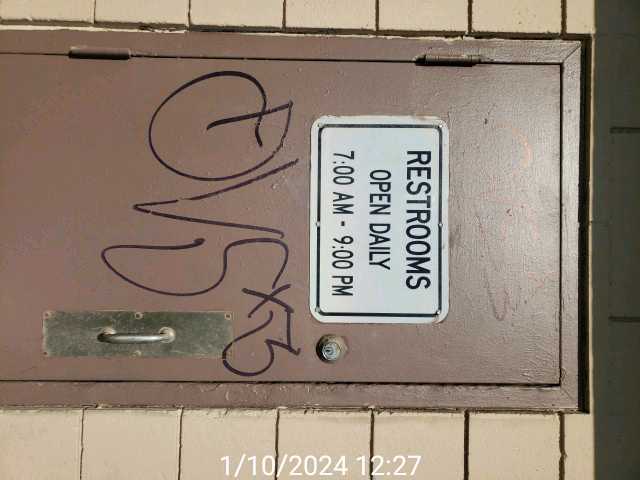 RESTROOMS
OPEN DAILY
7:00 AM - 9:00 PM
1/10/2024 12:27